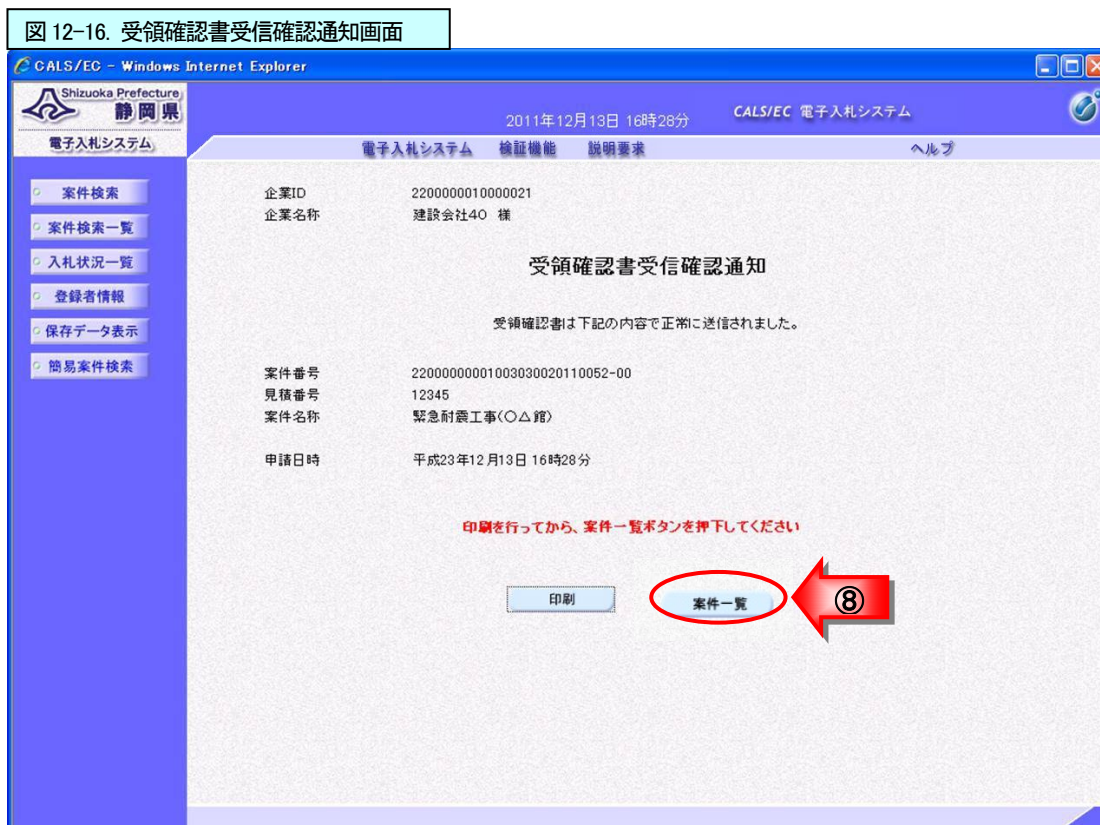 図 12-16. 受領確認書受信確認通知画面
CALS/EC - Windows Internet Explorer
Shizuoka Prefecture
静岡県
電子入札システム
2011年12月13日 16時28分
CALS/EC 電子入札システム
電子入札システム 検証機能 説明要求 ヘルプ
案件検索
案件検索一覧
入札状況一覧
登録者情報
保存データ表示
簡易案件検索
企業ID 2200000010000021
企業名称 建設会社40 様
受領確認書受信確認通知
受領確認書は下記の内容で正常に送信されました。
案件番号 22000000001003030020110052-00
見積番号 12345
案件名称 緊急耐震工事(○△館)
申請日時 平成23年12月13日 16時28分
印刷を行ってから、案件一覧ボタンを押下してください
印刷
案件一覧
⑧